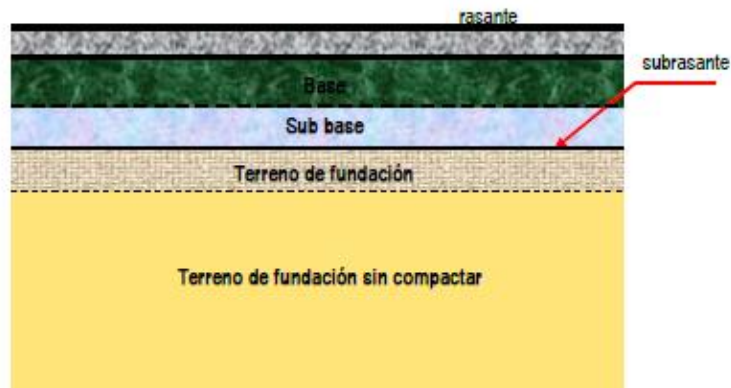 rasante
subrasante
Base
Sub base
Terreno de fundación
Terreno de fundación sin compactar